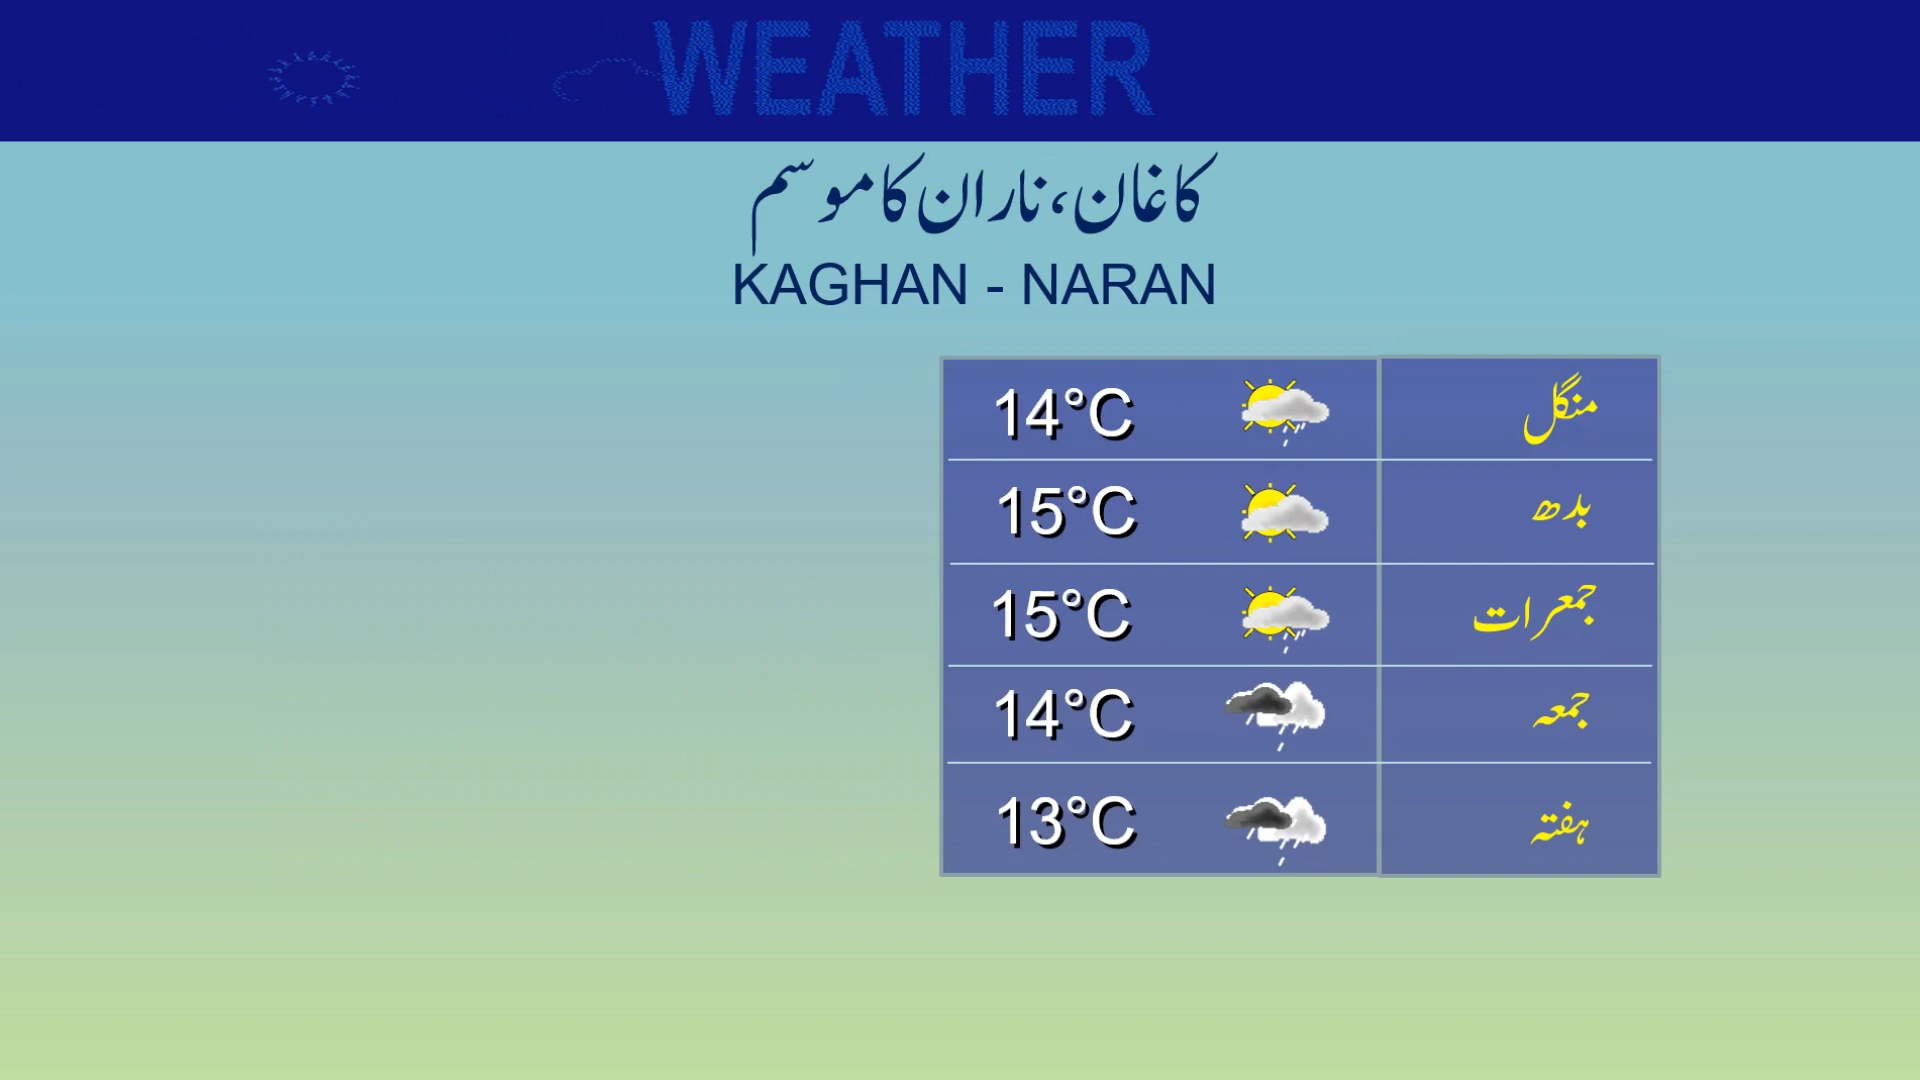 WEATHER
کاغان، ناران کا موسم
KAGHAN - NARAN
منگل 14°C
بدھ 15°C
جمعرات 15°C
جمعہ 14°C
ہفتہ 13°C